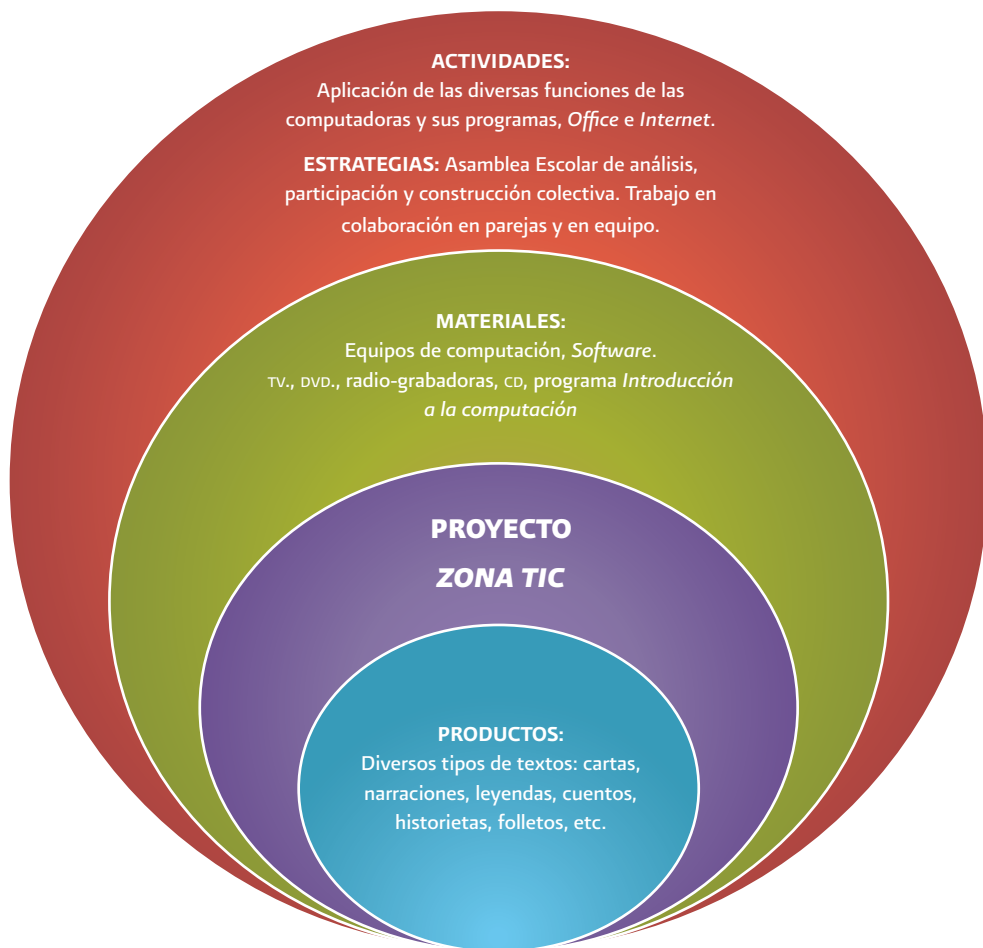 ACTIVIDADES:
Aplicación de las diversas funciones de las
computadoras y sus programas, Office e Internet.
ESTRATEGIAS: Asamblea Escolar de análisis,
participación y construcción colectiva. Trabajo en
colaboración en parejas y en equipo.
MATERIALES:
Equipos de computación, Software.
TV., DVD., radio-grabadoras, CD, programa Introducción
a la computación
PROYECTO
ZONA TIC
PRODUCTOS:
Diversos tipos de textos: cartas,
narraciones, leyendas, cuentos,
historietas, folletos, etc.